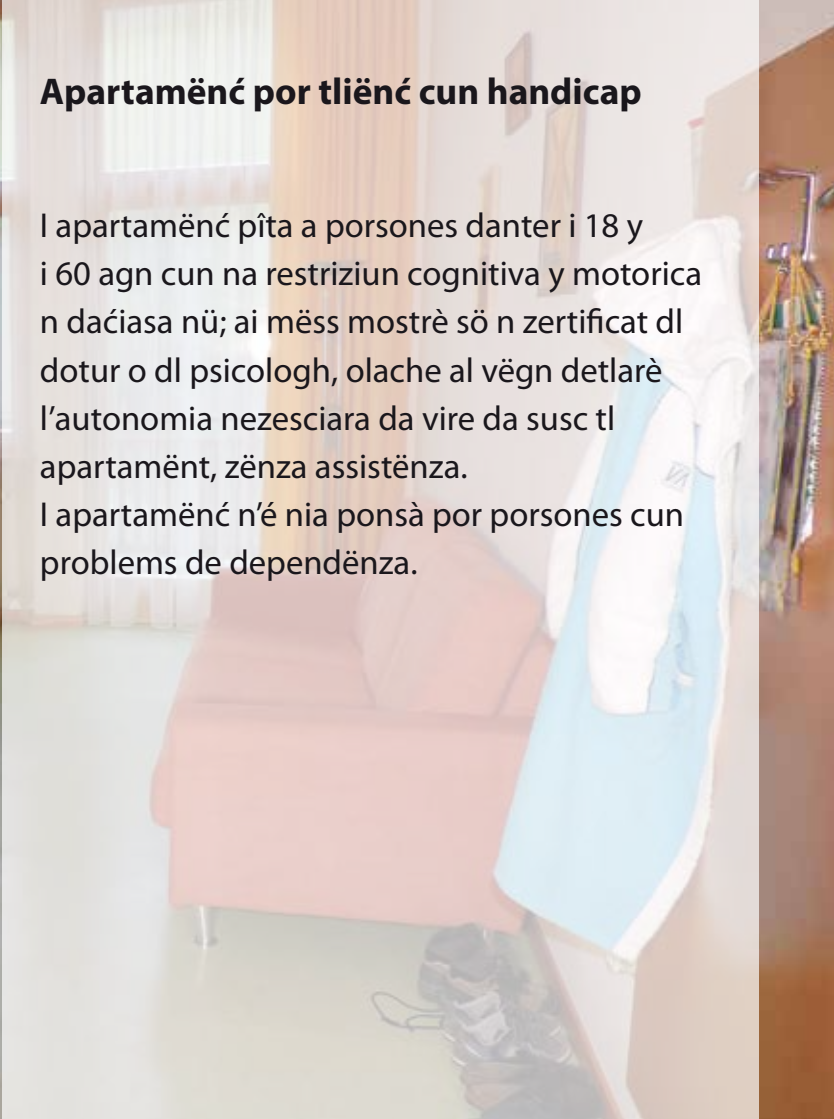 Apartamënć por tliënć cun handicap
I apartamënć pîta a porsones danter i 18 y
i 60 agn cun na restriziun cognitiva y motorica
n daćiasa nü; ai mëss mostrè sö n zertificat dl
dotur o dl psicologh, olache al vëgn detlarè
l’autonomia nezesciara da vire da susc tl
apartamënt, zënza assistënza.
I apartamënć n’é nia ponsà por porsones cun
problems de dependënza.